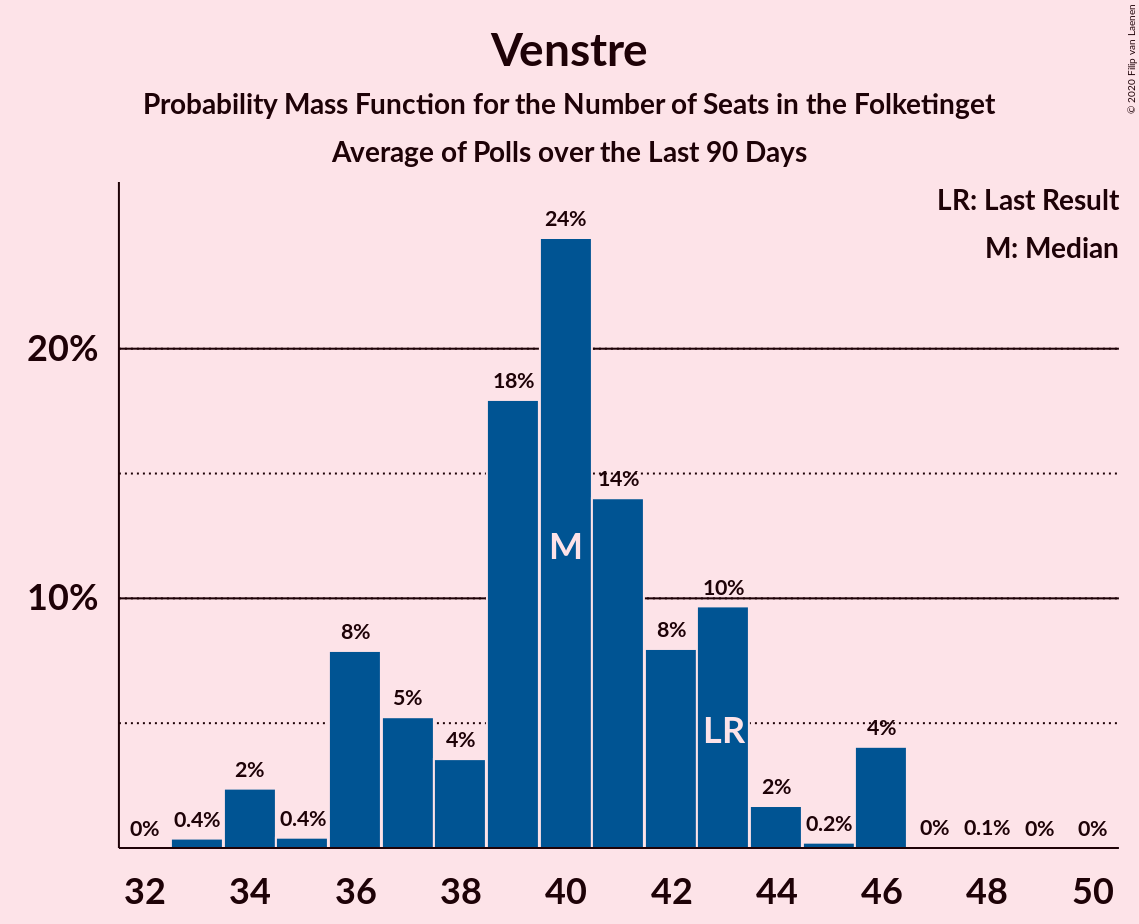 Venstre
Probability Mass Function for the Number of Seats in the Folketinget
Average of Polls over the Last 90 Days
© 2020 Filip van Laenen
LR: Last Result
M: Median
20%
10%
0%
0.4%
2%
0.4%
8%
5%
4%
18%
24%
14%
8%
10%
2%
0.2%
4%
0%
0.1%
0%
0%
M
LR
32 34 36 38 40 42 44 46 48 50